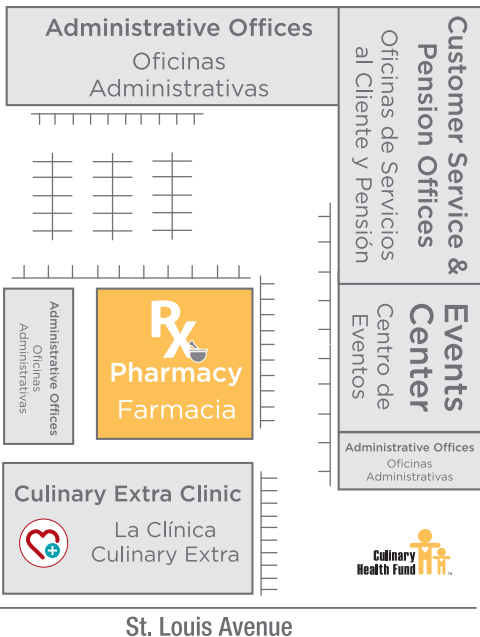 Administrative Offices
Oficinas
Administrativas
Customer Service &
Pension Offices
Oficinas de Servicios
al Cliente y Pensión
Administrative Offices
Oficinas
Administrativas
Rx
Pharmacy
Farmacia
Events
Center
Centro de
Eventos
Administrative Offices
Oficinas
Administrativas
Culinary Extra Clinic
La Clínica
Culinary Extra
Culinary
Health Fund
TM
St. Louis Avenue